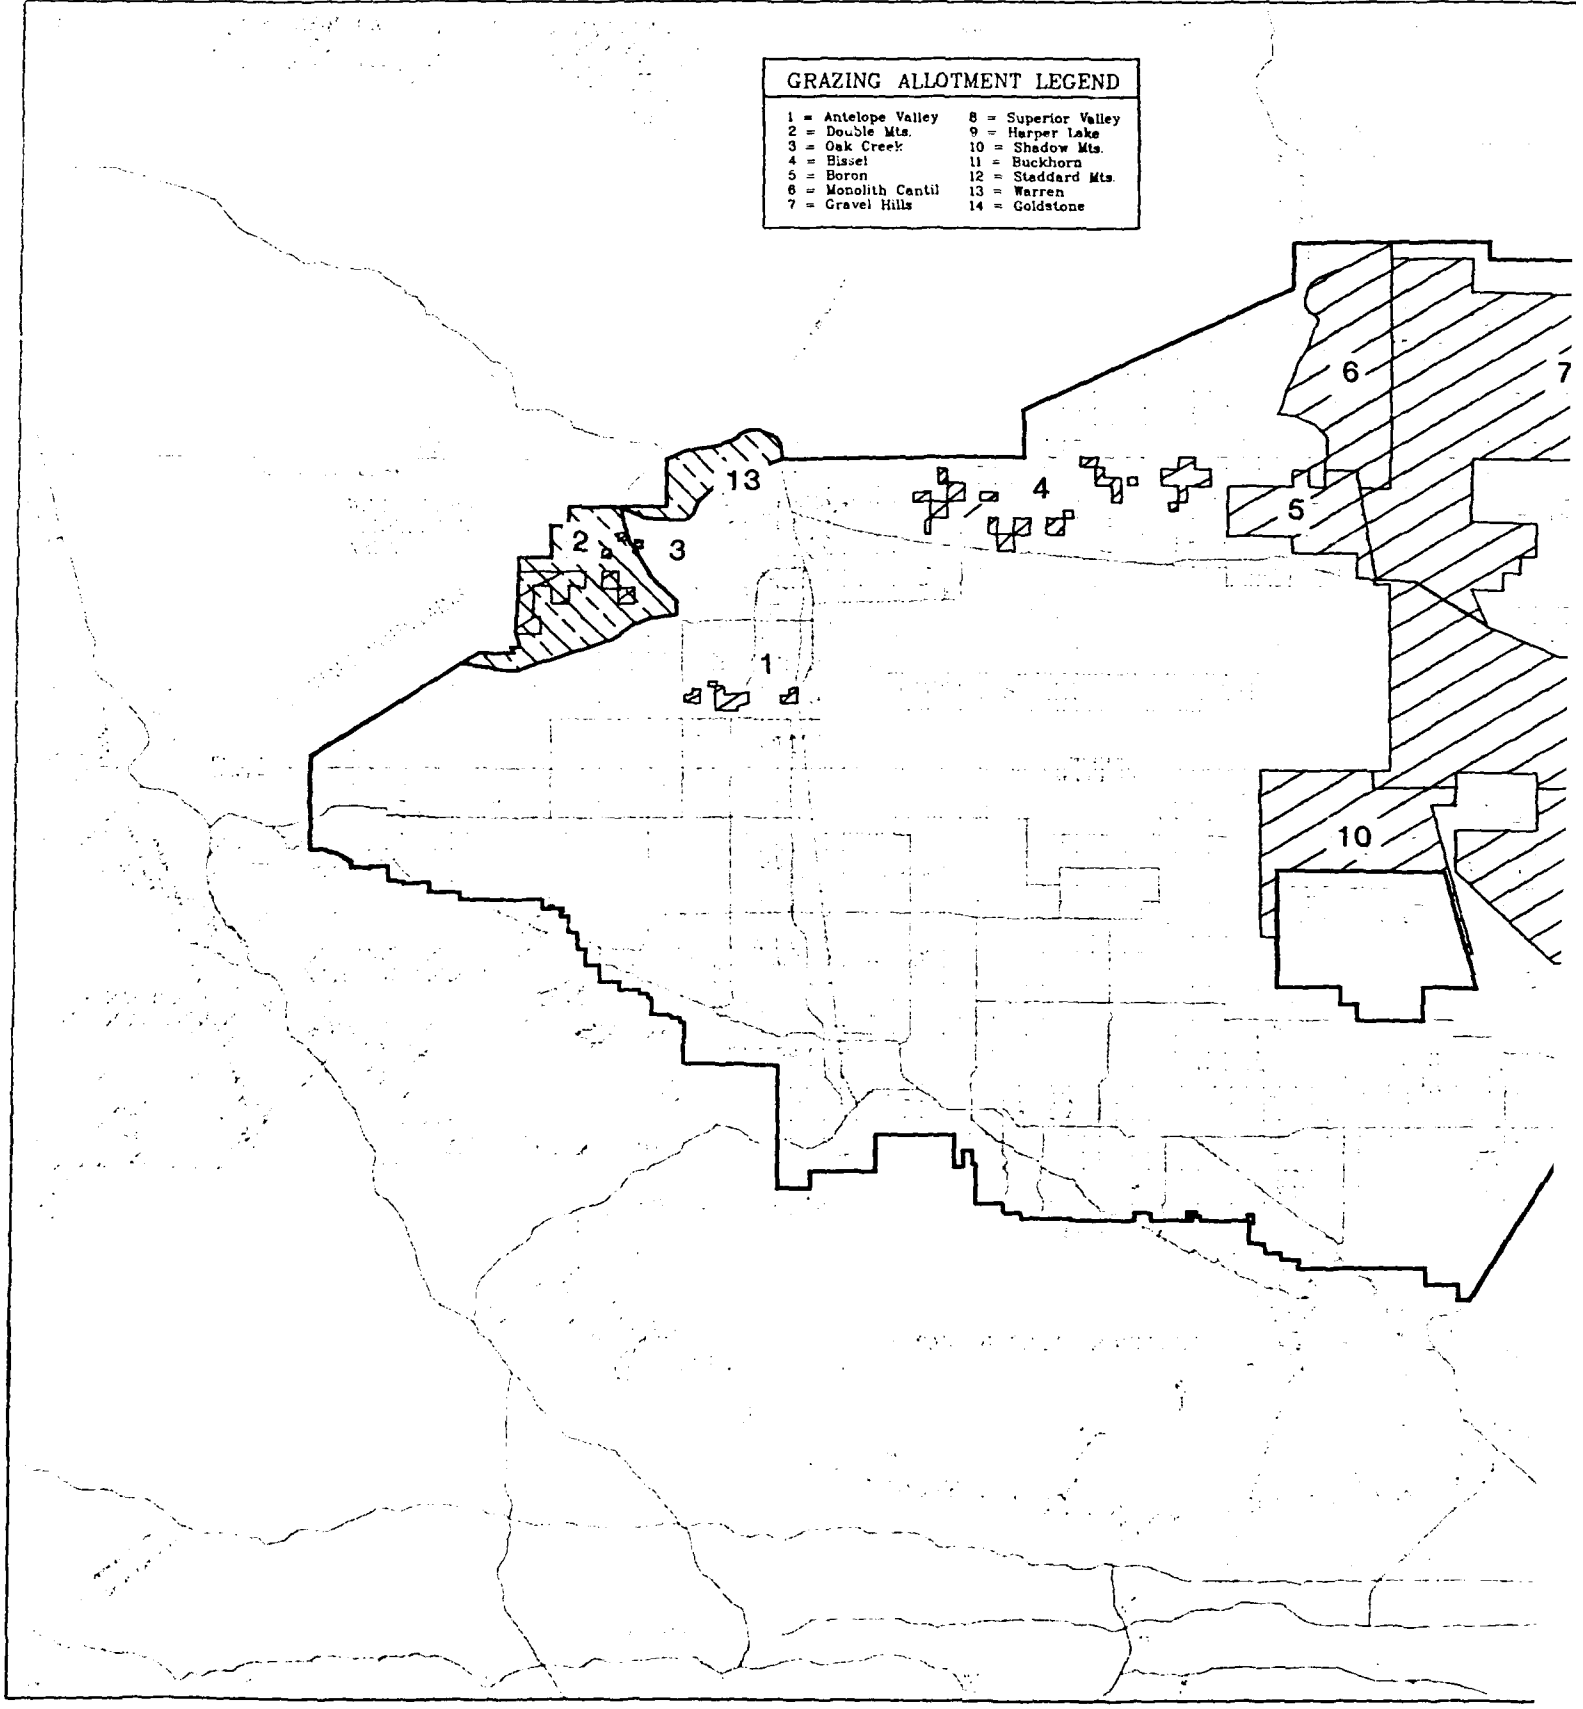 GRAZING ALLOTMENT LEGEND
1 = Antelope Valley
2 = Double Mts.
3 = Oak Creek
4 = Bissel
5 = Boron
6 = Monolith Cantil
7 = Gravel Hills
8 = Superior Valley
9 = Harper Lake
10 = Shadow Mts.
11 = Buckhorn
12 = Staddard Mts.
13 = Warren
14 = Goldstone
6
7
13
4
5
2
3
1
10